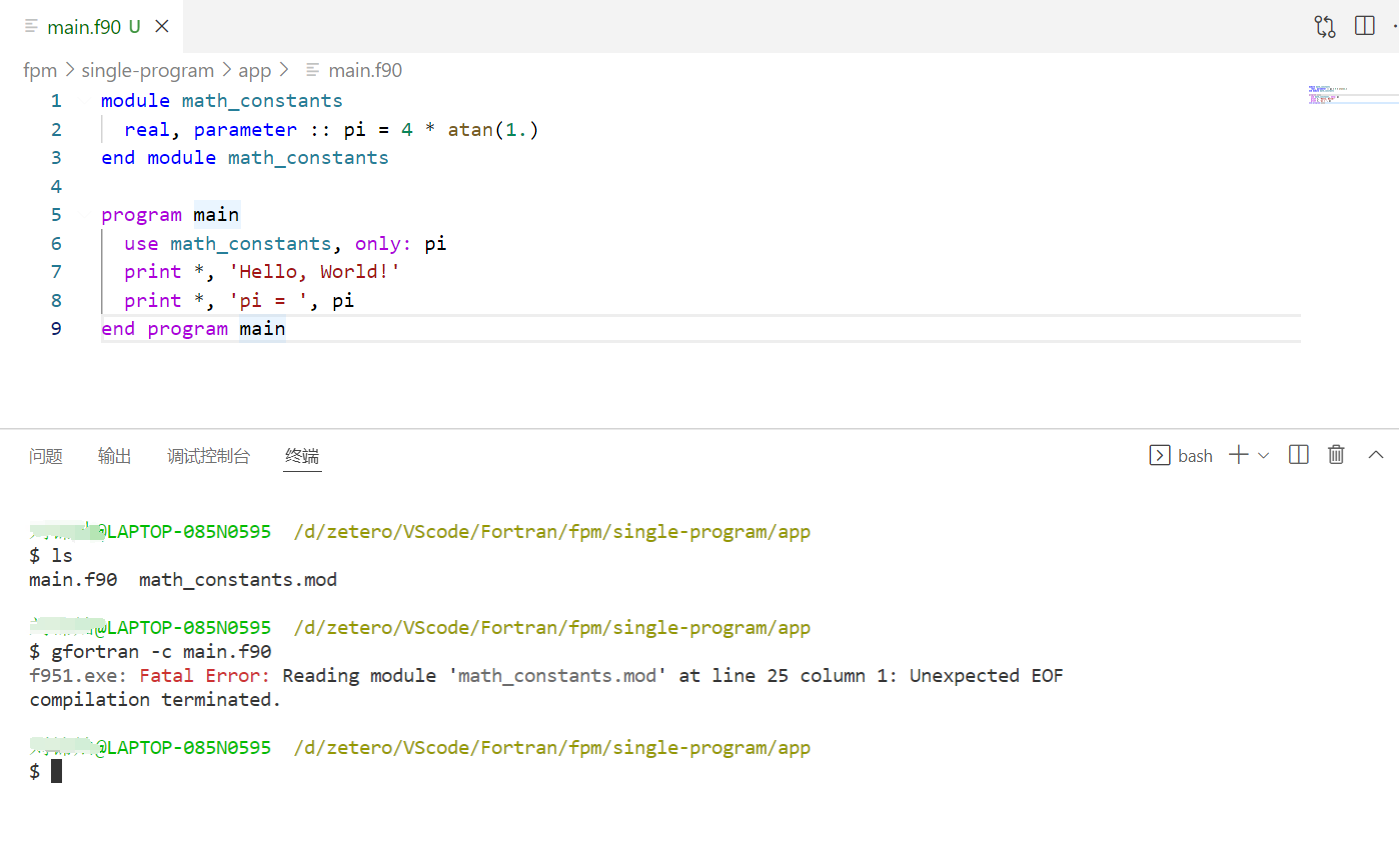 main.f90 U
fpm > single-program > app > main.f90
1 module math_constants
2 real, parameter :: pi = 4 * atan(1.)
3 end module math_constants
4
5 program main
6 use math_constants, only: pi
7 print *, 'Hello, World!'
8 print *, 'pi = ', pi
9 end program main
问题 输出 调试控制台 终端 bash
@LAPTOP-085N0595 /d/zetero/VScode/Fortran/fpm/single-program/app
$ ls
main.f90 math_constants.mod
@LAPTOP-085N0595 /d/zetero/VScode/Fortran/fpm/single-program/app
$ gfortran -c main.f90
f951.exe: Fatal Error: Reading module 'math_constants.mod' at line 25 column 1: Unexpected EOF
compilation terminated.
@LAPTOP-085N0595 /d/zetero/VScode/Fortran/fpm/single-program/app
$